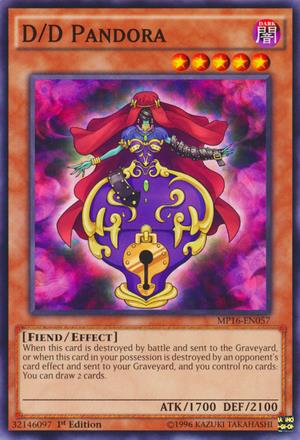 D/D Pandora
DARK
闇
MP16-EN057
[Fiend/Effect]
When this card is destroyed by battle and sent to the Graveyard,
or when this card in your possession is destroyed by an opponent's
card effect and sent to your Graveyard, and you control no cards:
You can draw 2 cards.
ATK/1700 DEF/2100
32146097 1st Edition ©1996 KAZUKI TAKAHASHI